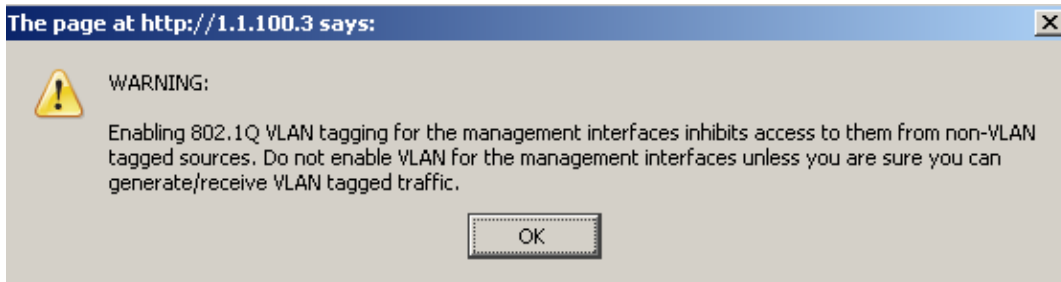 The page at http://1.1.100.3 says:
WARNING:
Enabling 802.1Q VLAN tagging for the management interfaces inhibits access to them from non-VLAN
tagged sources. Do not enable VLAN for the management interfaces unless you are sure you can
generate/receive VLAN tagged traffic.
OK